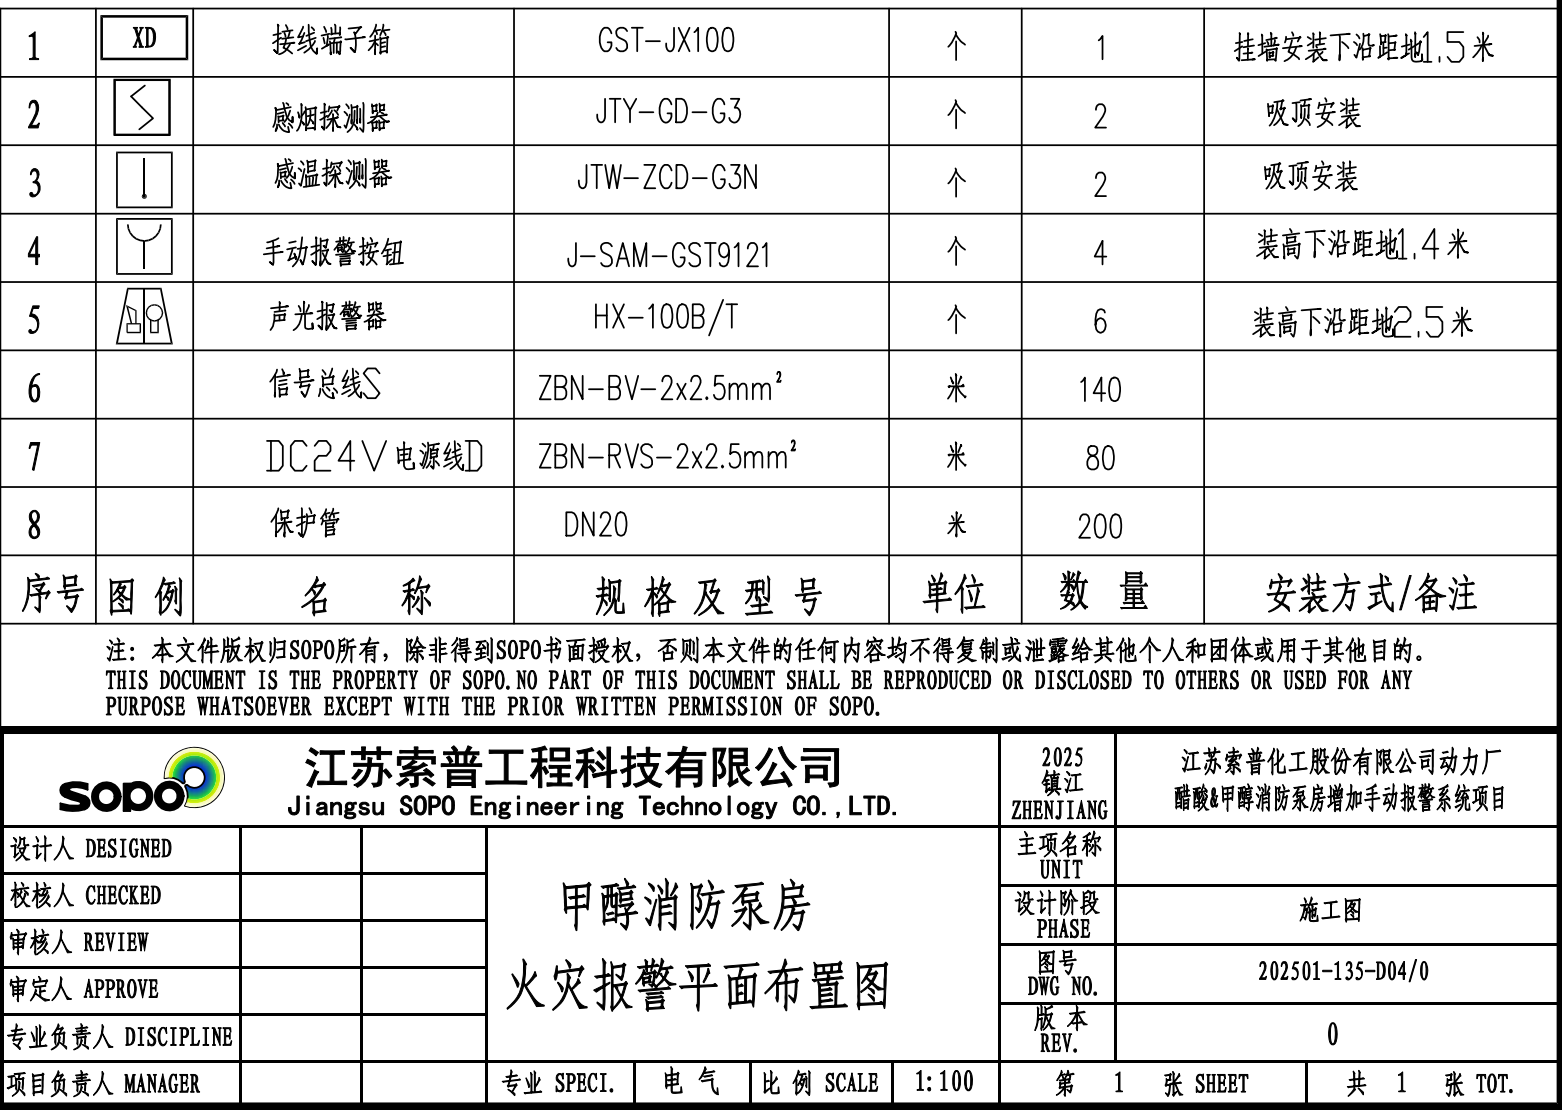 1 XD 接线端子箱 GST-JX100 个 1 挂墙安装下沿距地1.5米
2 感烟探测器 JTY-GD-G3 个 2 吸顶安装
3 感温探测器 JTW-ZCD-G3N 个 2 吸顶安装
4 手动报警按钮 J-SAM-GST9121 个 4 装高下沿距地1.4米
5 声光报警器 HX-100B/T 个 6 装高下沿距地2.5米
6 信号总线S ZBN-BV-2x2.5mm² 米 140
7 DC24V电源线D ZBN-RVS-2x2.5mm² 米 80
8 保护管 DN20 米 200
序号 图例 名 称 规格及型号 单位 数量 安装方式/备注
注: 本文件版权归SOPO所有, 除非得到SOPO书面授权, 否则本文件的任何内容均不得复制或泄露给其他个人和团体或用于其他目的。
THIS DOCUMENT IS THE PROPERTY OF SOPO.NO PART OF THIS DOCUMENT SHALL BE REPRODUCED OR DISCLOSED TO OTHERS OR USED FOR ANY
PURPOSE WHATSOEVER EXCEPT WITH THE PRIOR WRITTEN PERMISSION OF SOPO.
SOPO
江苏索普工程科技有限公司
Jiangsu SOPO Engineering Technology CO.,LTD.
2025
镇江
ZHENJIANG
江苏索普化工股份有限公司动力厂
醋酸&甲醇消防泵房增加手动报警系统项目
设计人 DESIGNED
校核人 CHECKED
审核人 REVIEW
审定人 APPROVE
专业负责人 DISCIPLINE
项目负责人 MANAGER
甲醇消防泵房
火灾报警平面布置图
主项名称
UNIT
设计阶段
PHASE
施工图
图号
DWG NO.
202501-135-D04/0
版 本
REV.
0
专业 SPECI. 电气 比例 SCALE 1:100 第 1 张 SHEET 共 1 张 TOT.